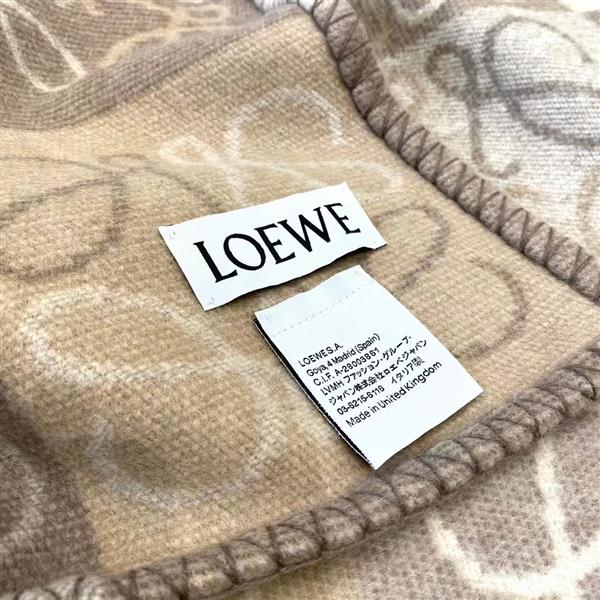 LOEWE
LOEWE S.A.
Goya, 4 Madrid (Spain)
C.I.F. A-28003861
LVMH, ファッション・グループ・
ジャパン株式会社ロエベジャパン
03-6215-6116 イタリア製
Made in United Kingdom